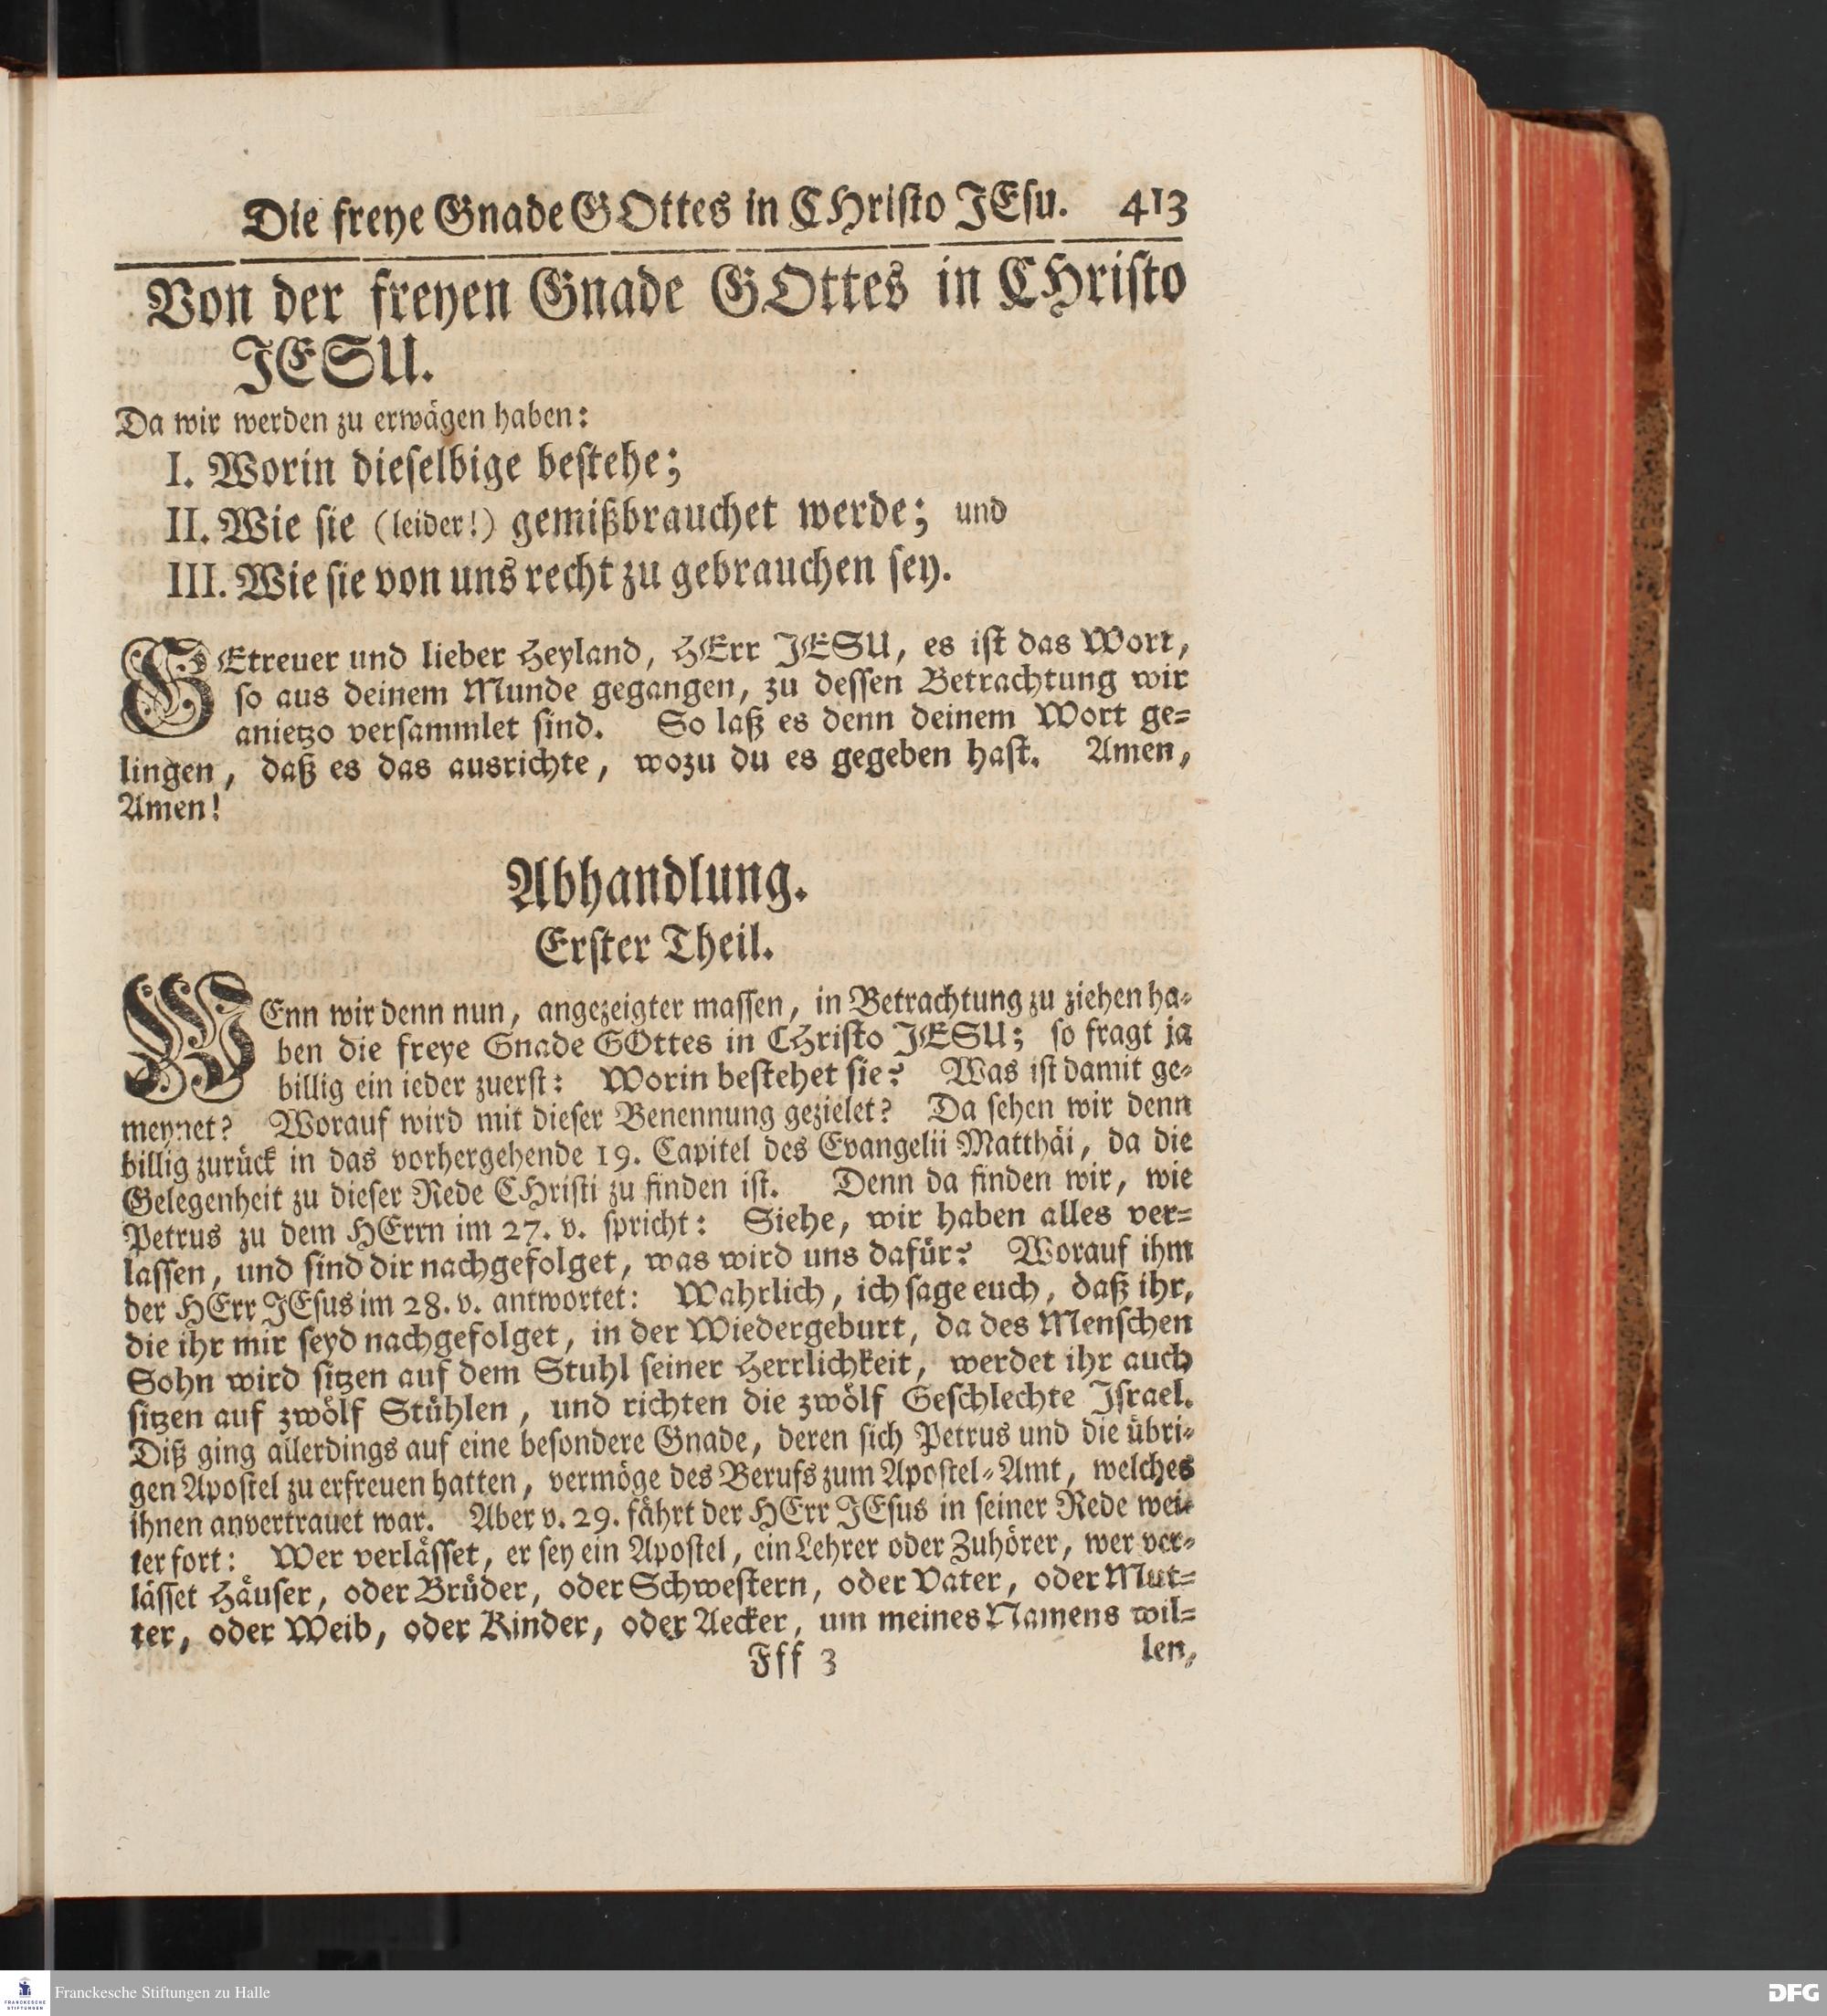 Die freye Gnade GOttes in CHristo JEsu. 413
Von der freyen Gnade GOttes in CHristo
JESU.
Da wir werden zu erwägen haben:
I. Worin dieselbige bestehe;
II. Wie sie (leider!) gemißbrauchet werde; und
III. Wie sie von uns recht zu gebrauchen sey.
GEtreuer und lieber Heyland, HErr JESU, es ist das Wort,
so aus deinem Munde gegangen, zu dessen Betrachtung wir
anietzo versammlet sind. So laß es denn deinem Wort ge=
lingen, daß es das ausrichte, wozu du es gegeben hast. Amen,
Amen!
Abhandlung.
Erster Theil.
WEnn wir denn nun, angezeigter massen, in Betrachtung zu ziehen ha=
ben die freye Gnade GOttes in CHristo JESU; so fragt ja
billig ein ieder zuerst: Worin bestehet sie? Was ist damit ge=
meynet? Worauf wird mit dieser Benennung gezielet? Da sehen wir denn
billig zurück in das vorhergehende 19. Capitel des Evangelii Matthäi, da die
Gelegenheit zu dieser Rede CHristi zu finden ist. Denn da finden wir, wie
Petrus zu dem HErrn im 27. v. spricht: Siehe, wir haben alles ver=
lassen, und sind dir nachgefolget, was wird uns dafür? Worauf ihm
der HErr JEsus im 28. v. antwortet: Wahrlich, ich sage euch, daß ihr,
die ihr mir seyd nachgefolget, in der Wiedergeburt, da des Menschen
Sohn wird sitzen auf dem Stuhl seiner Herrlichkeit, werdet ihr auch
sitzen auf zwölf Stühlen, und richten die zwölf Geschlechte Israel.
Diß ging allerdings auf eine besondere Gnade, deren sich Petrus und die übri=
gen Apostel zu erfreuen hatten, vermöge des Berufs zum Apostel=Amt, welches
ihnen anvertrauet war. Aber v. 29. fährt der HErr JEsus in seiner Rede wei=
ter fort: Wer verlässet, er sey ein Apostel, ein Lehrer oder Zuhörer, wer ver=
lässet Häuser, oder Brüder, oder Schwestern, oder Vater, oder Mut=
ter, oder Weib, oder Kinder, oder Aecker, um meines Namens wil=
Fff 3 len,
Franckesche Stiftungen zu Halle
FRANCKESCHE
STIFTUNGEN
DFG